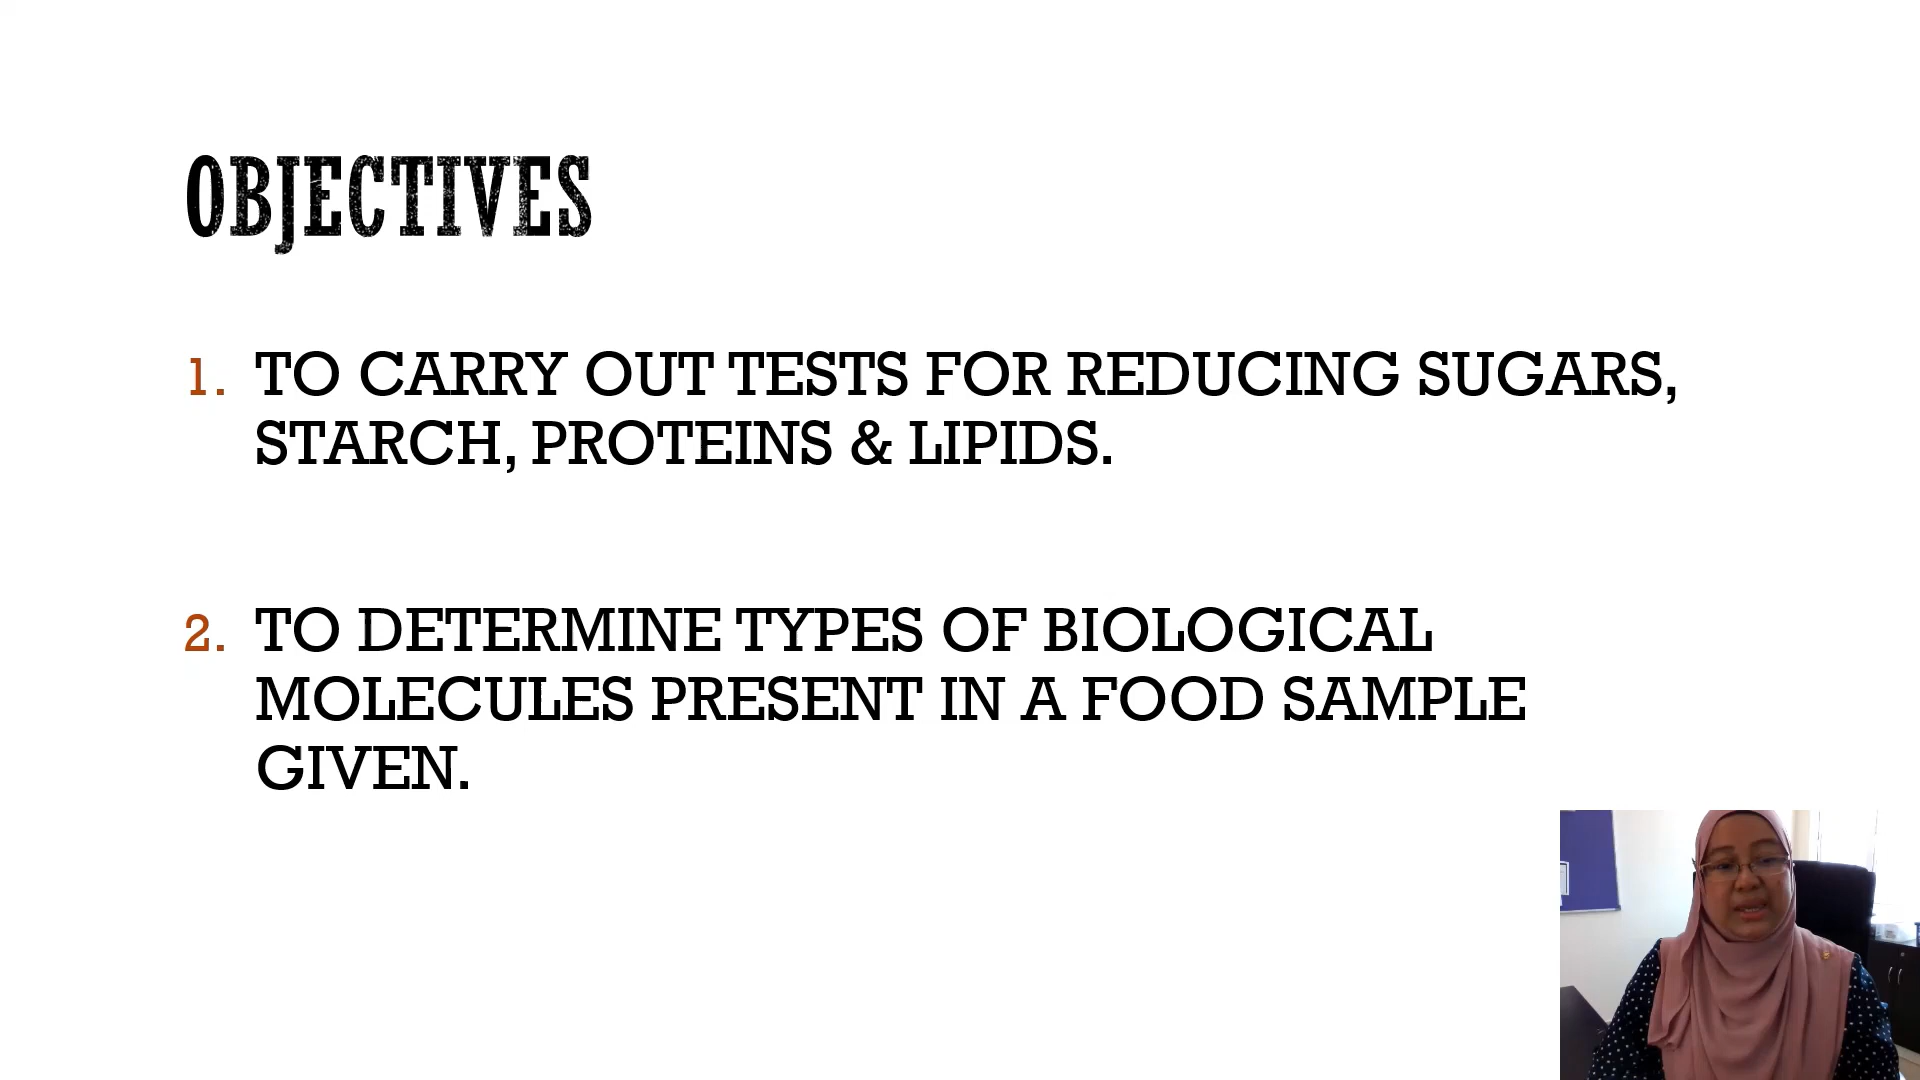 OBJECTIVES
1. TO CARRY OUT TESTS FOR REDUCING SUGARS,
STARCH, PROTEINS & LIPIDS.
2. TO DETERMINE TYPES OF BIOLOGICAL
MOLECULES PRESENT IN A FOOD SAMPLE
GIVEN.